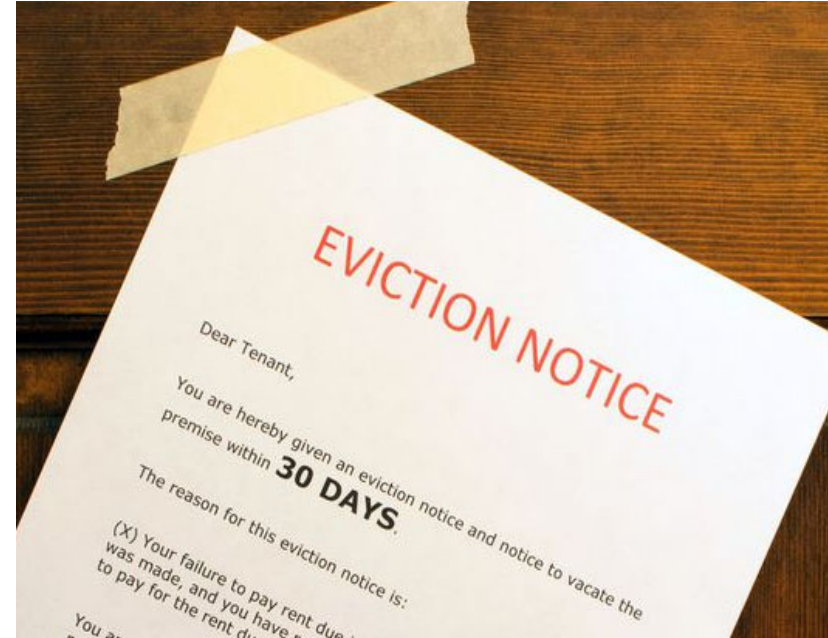 EVICTION NOTICE
Dear Tenant,
You are hereby given an eviction notice and notice to vacate the
premise within 30 DAYS.
The reason for this eviction notice is:
(X) Your failure to pay rent due
was made, and you have
to pay for the rent
You